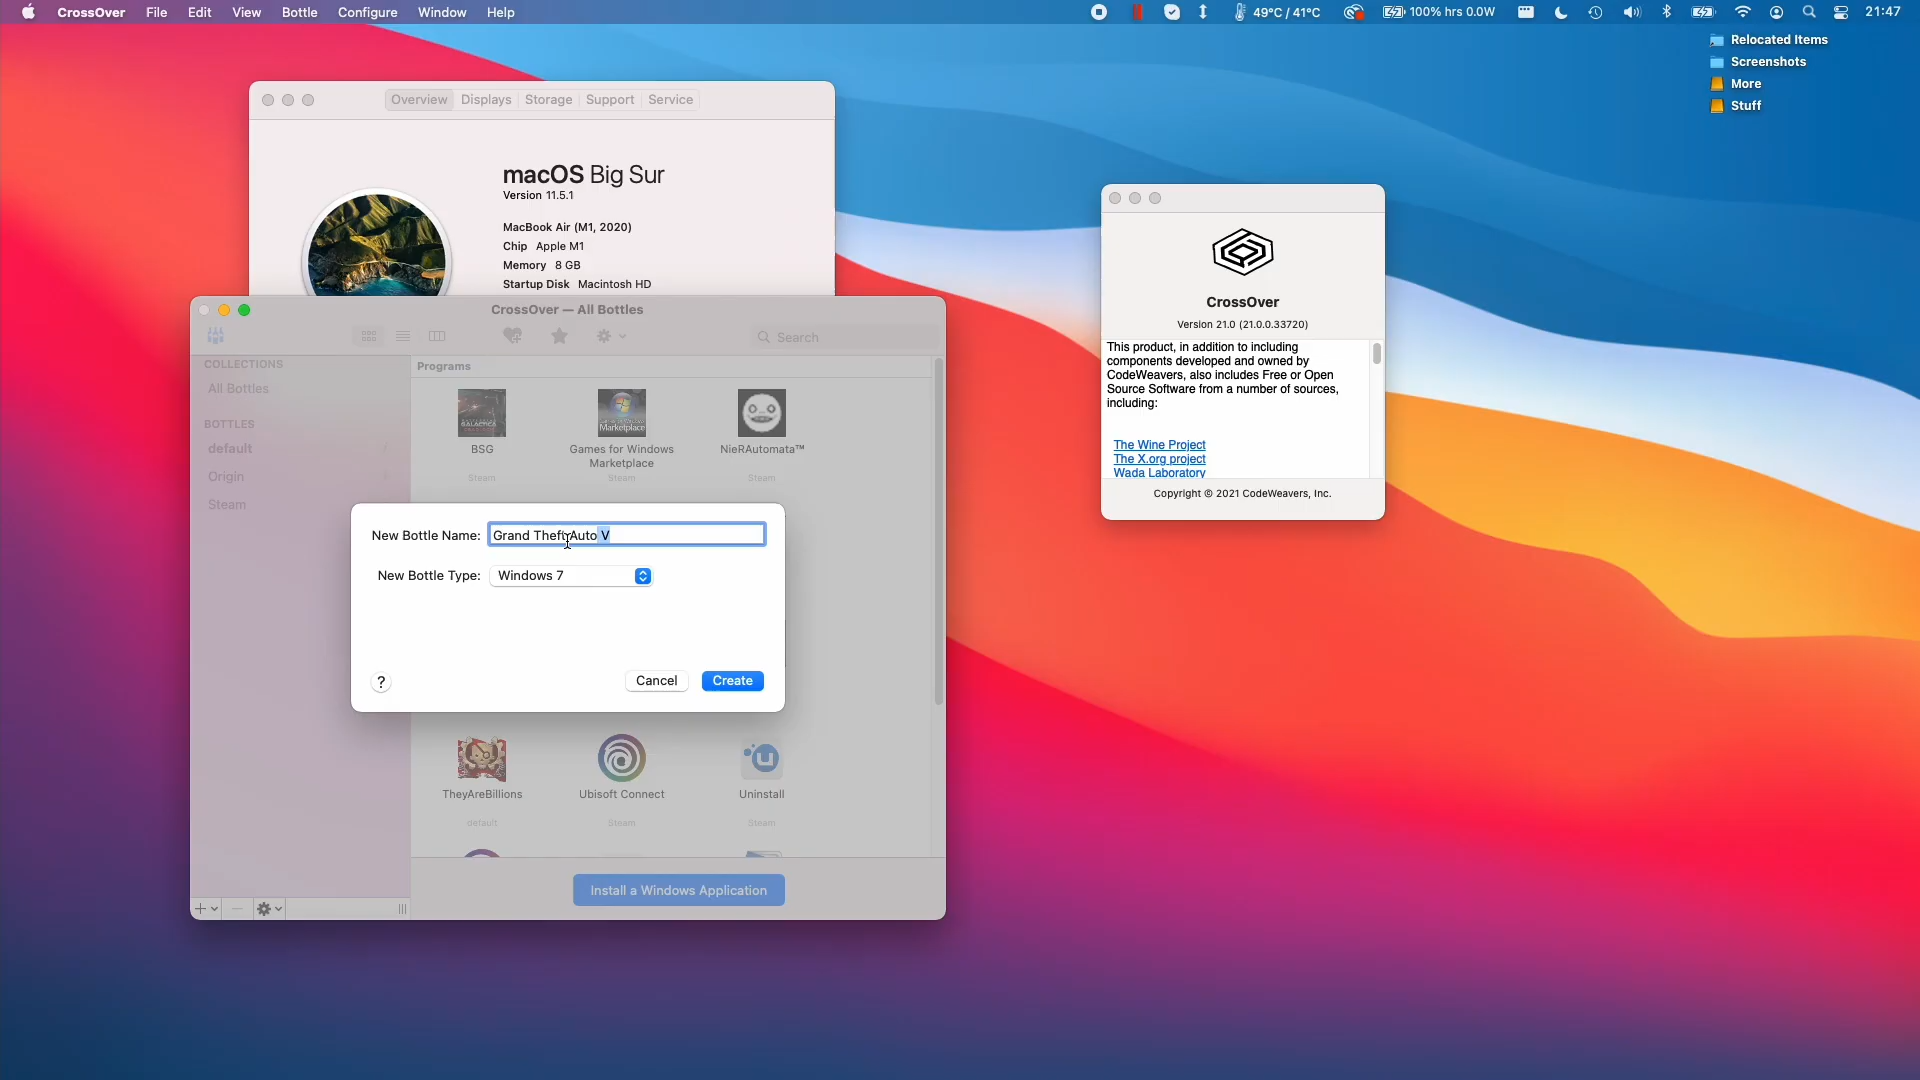 CrossOver File Edit View Bottle Configure Window Help
49°C / 41°C 100% hrs 0.0W 21:47
Relocated Items
Screenshots
More
Stuff
Overview Displays Storage Support Service
macOS Big Sur
Version 11.5.1
MacBook Air (M1, 2020)
Chip Apple M1
Memory 8 GB
Startup Disk Macintosh HD
CrossOver
Version 21.0 (21.0.0.33720)
This product, in addition to including
components developed and owned by
CodeWeavers, also includes Free or Open
Source Software from a number of sources,
including:
The Wine Project
The X.org project
Wada Laboratory
Copyright © 2021 CodeWeavers, Inc.
CrossOver — All Bottles
Search
COLLECTIONS
All Bottles
BOTTLES
default
Origin
Steam
Programs
BSG
Steam
Games for Windows
Marketplace
Steam
NieRAutomata™
Steam
New Bottle Name: Grand Theft Auto V
New Bottle Type: Windows 7
? Cancel Create
TheyAreBillions
default
Ubisoft Connect
Steam
Uninstall
Steam
Install a Windows Application